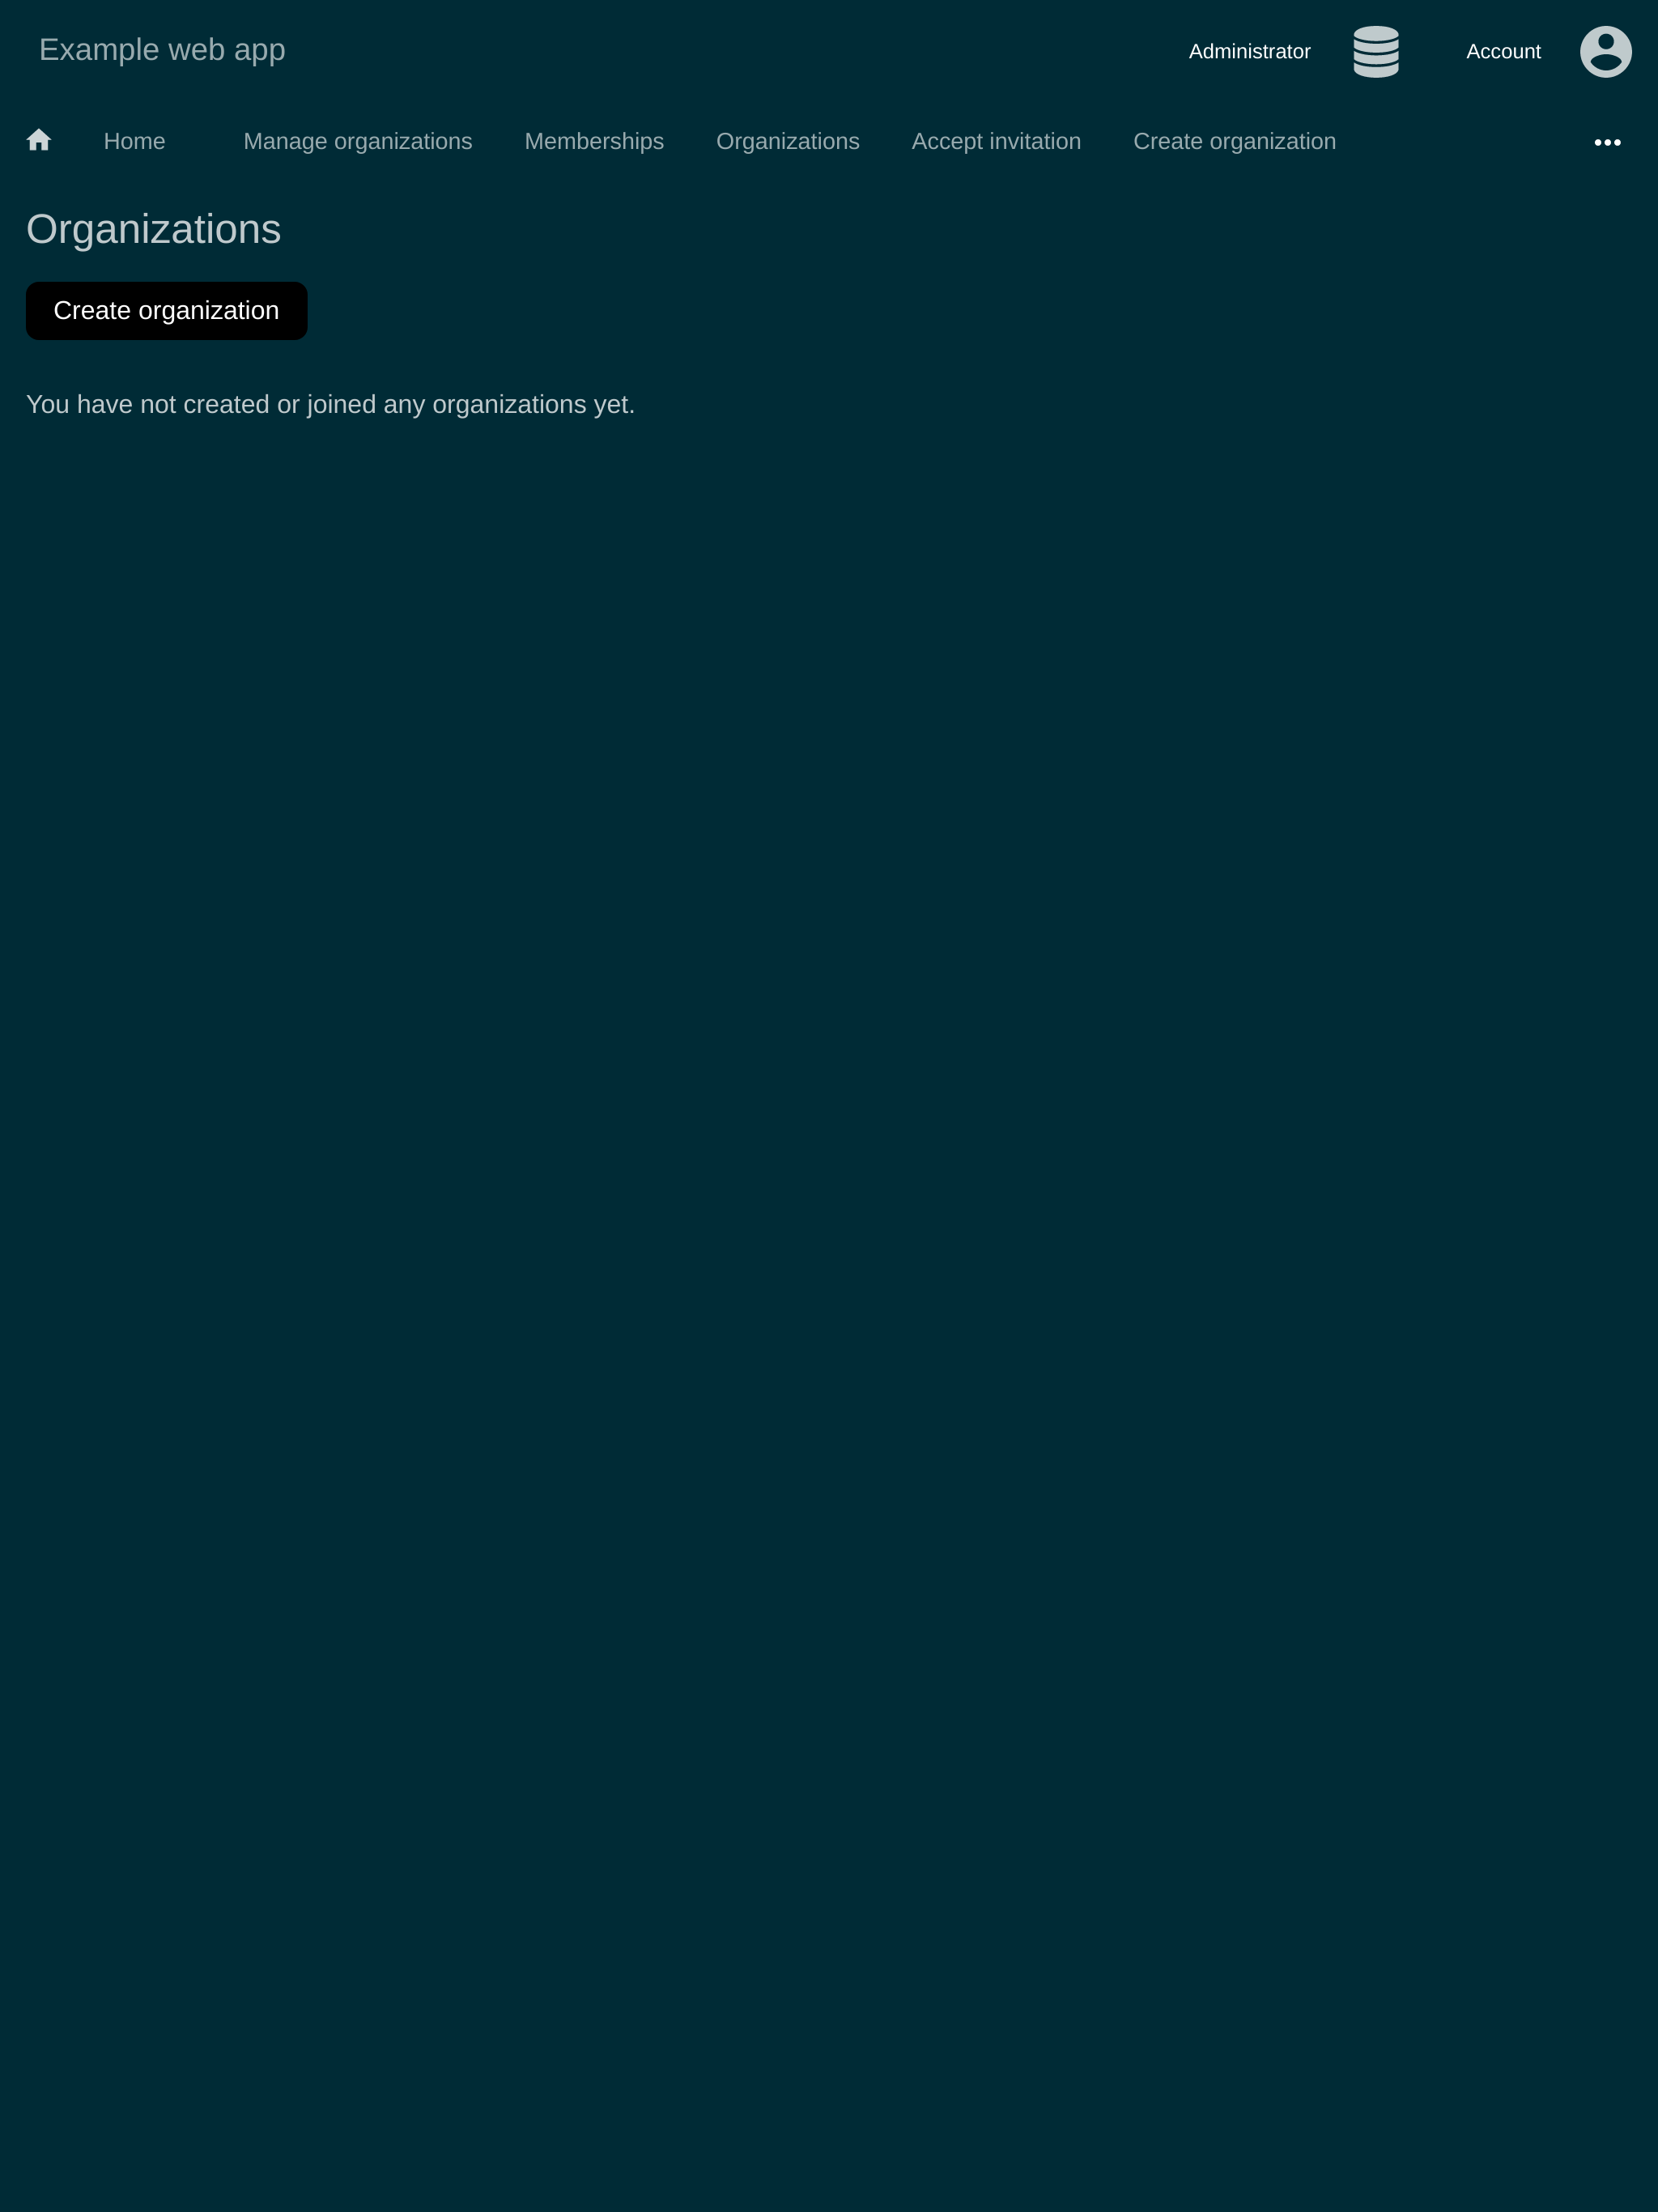 Example web app
Administrator
Account
Home
Manage organizations
Memberships
Organizations
Accept invitation
Create organization
Organizations
Create organization
You have not created or joined any organizations yet.